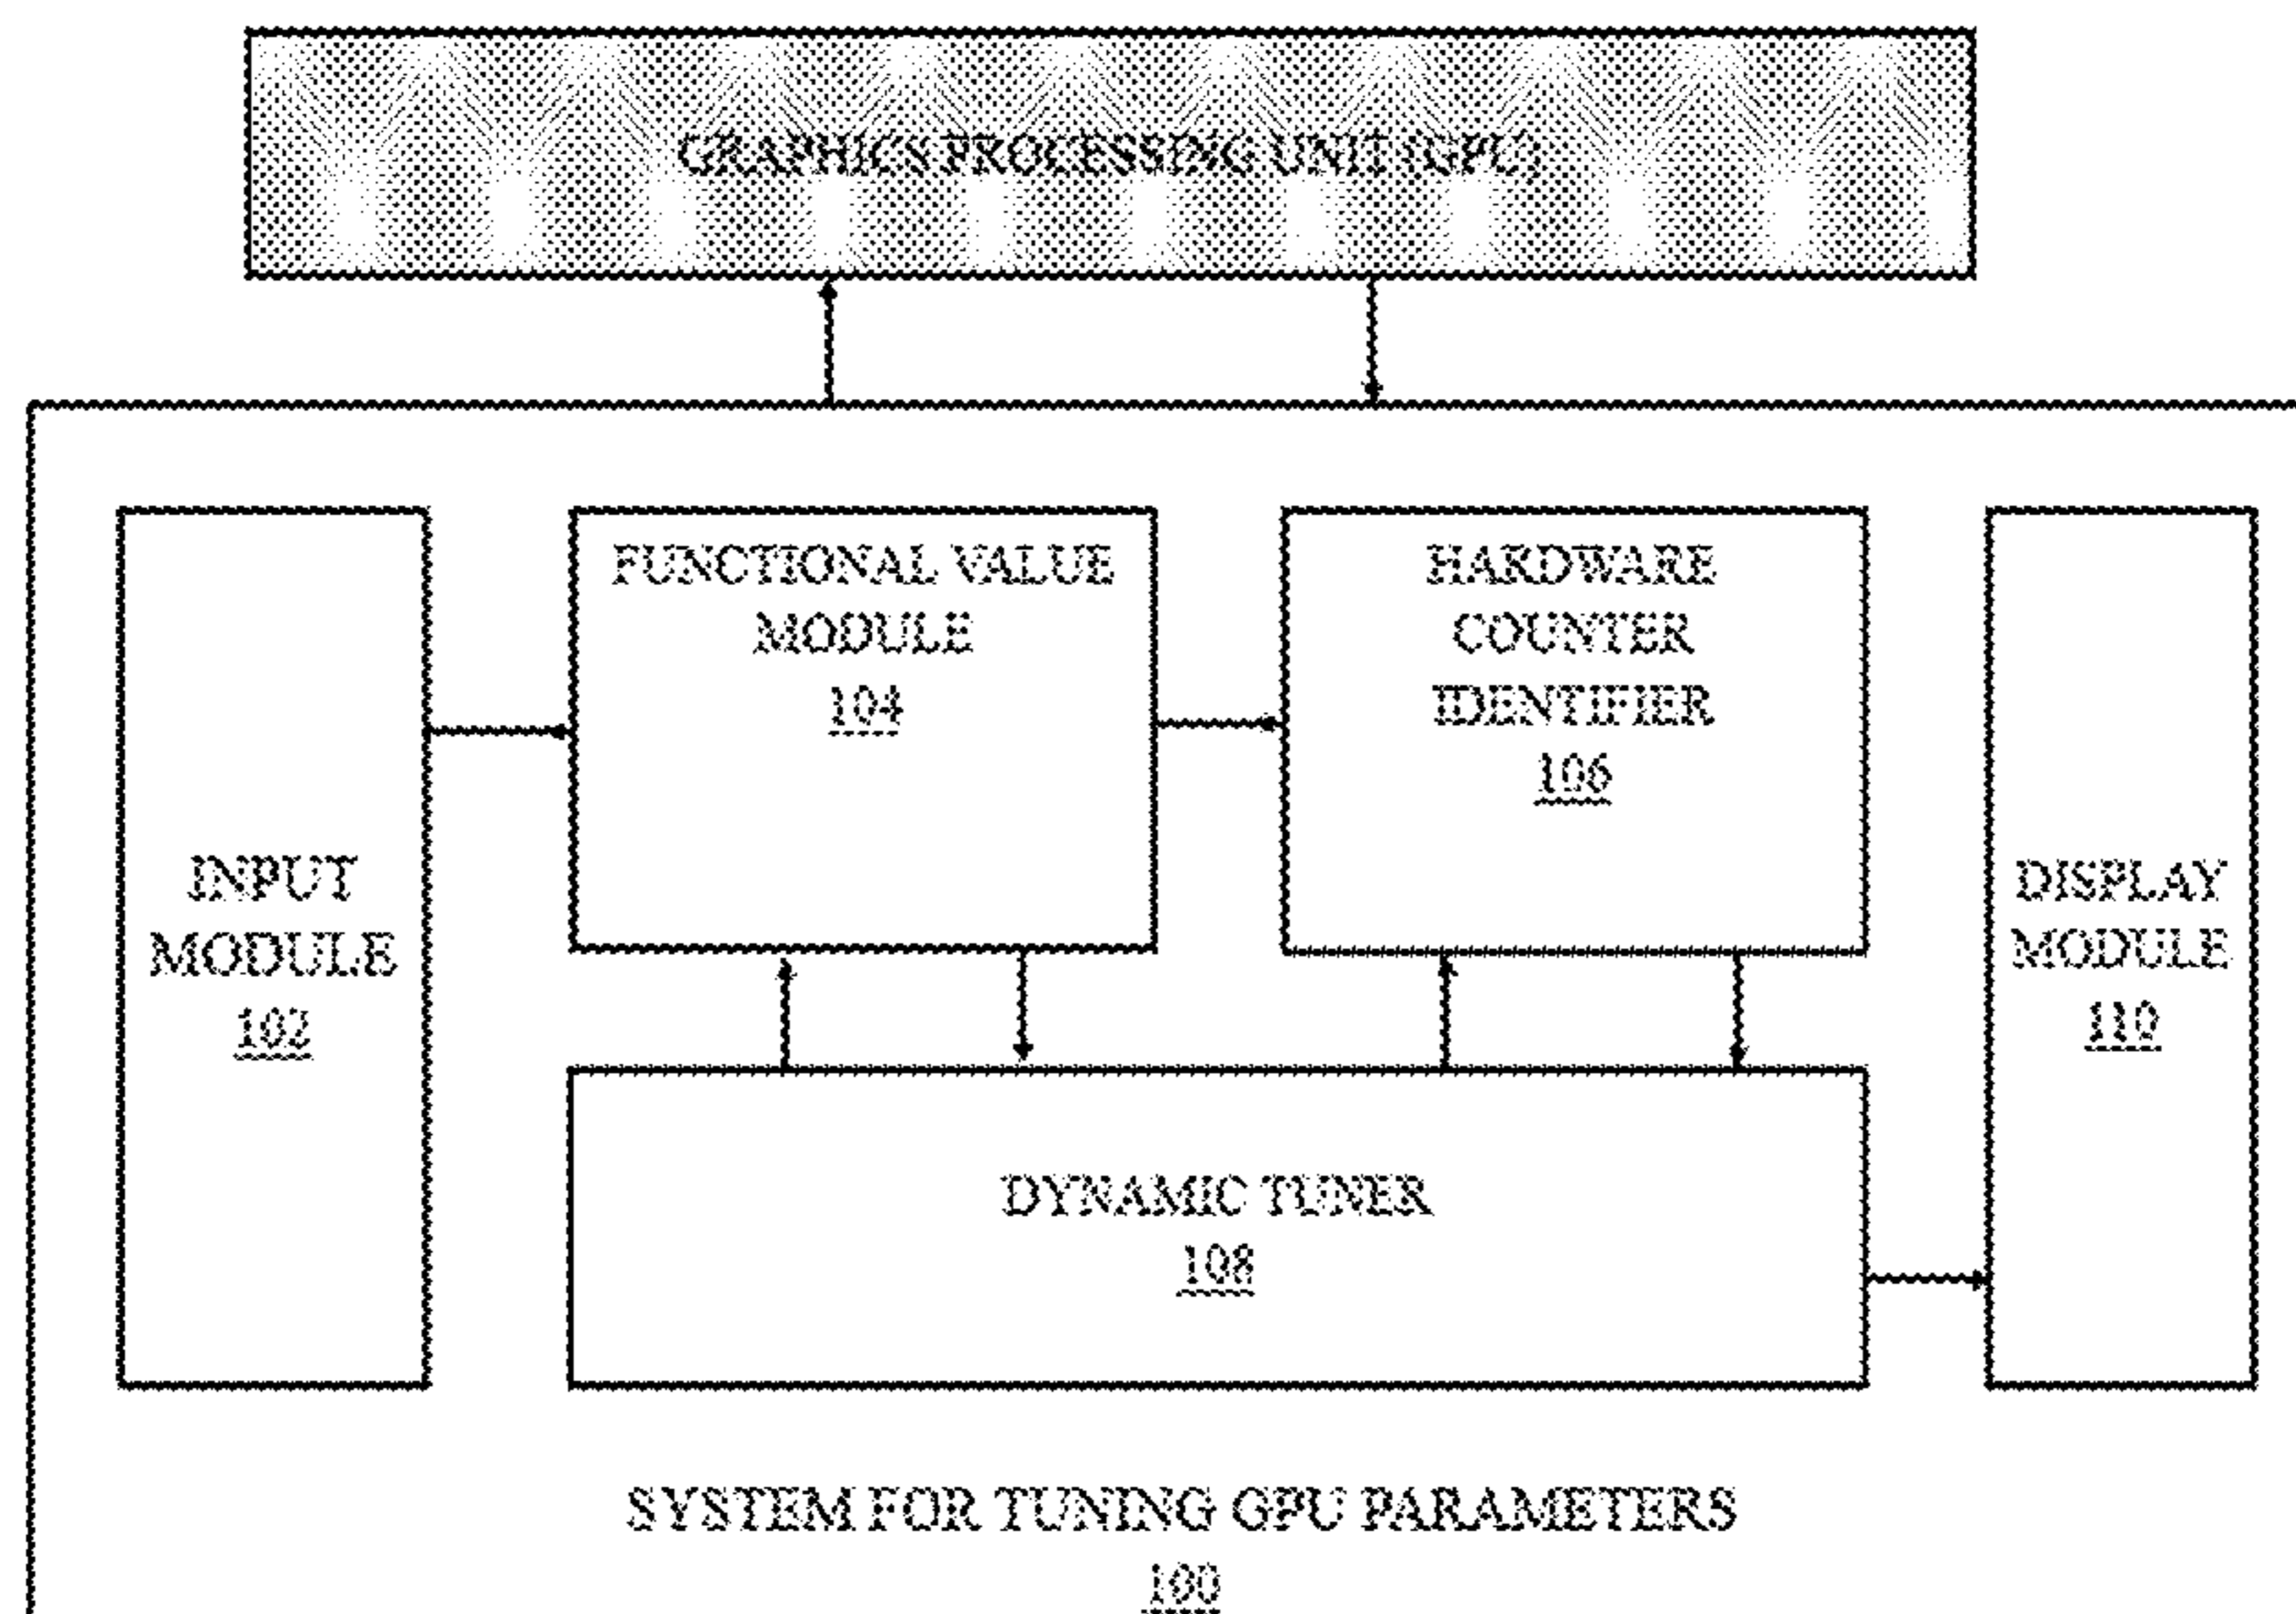 GRAPHICS PROCESSING UNIT (GPU)
FUNCTIONAL VALUE
MODULE
104
HARDWARE
COUNTER
IDENTIFIER
106
INPUT
MODULE
102
DISPLAY
MODULE
110
DYNAMIC TUNER
108
SYSTEM FOR TUNING GPU PARAMETERS
100